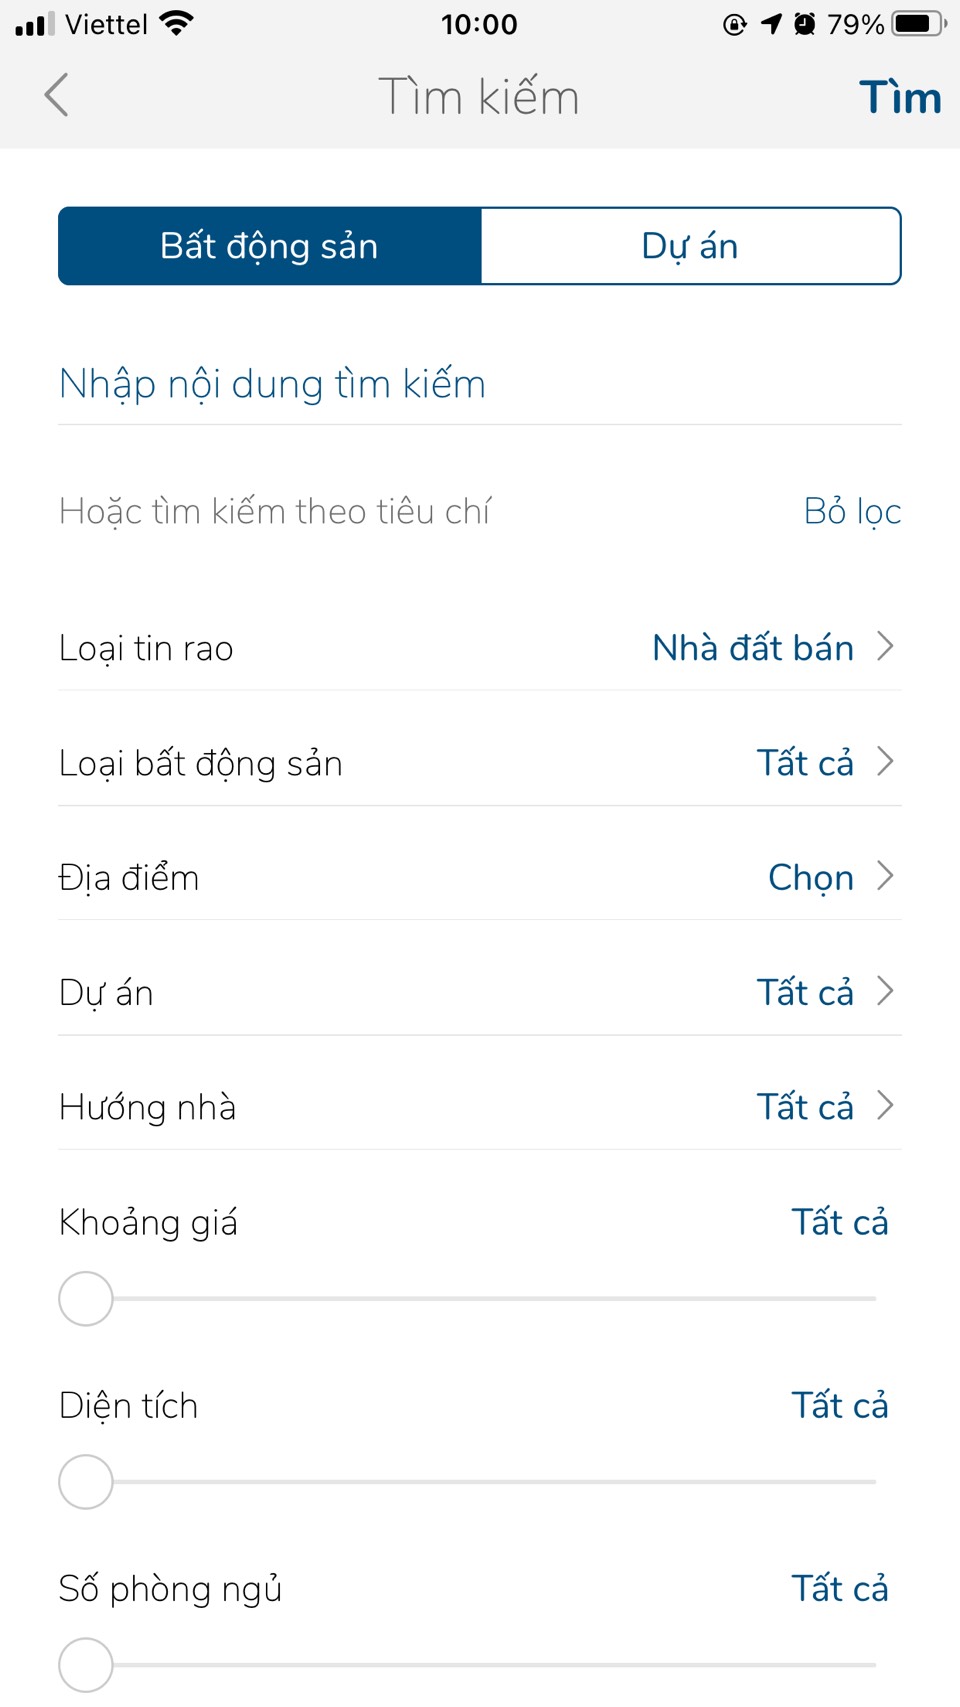 Viettel 10:00 79%
Tìm kiếm Tìm
Bất động sản Dự án
Nhập nội dung tìm kiếm
Hoặc tìm kiếm theo tiêu chí Bỏ lọc
Loại tin rao Nhà đất bán
Loại bất động sản Tất cả
Địa điểm Chọn
Dự án Tất cả
Hướng nhà Tất cả
Khoảng giá Tất cả
Diện tích Tất cả
Số phòng ngủ Tất cả